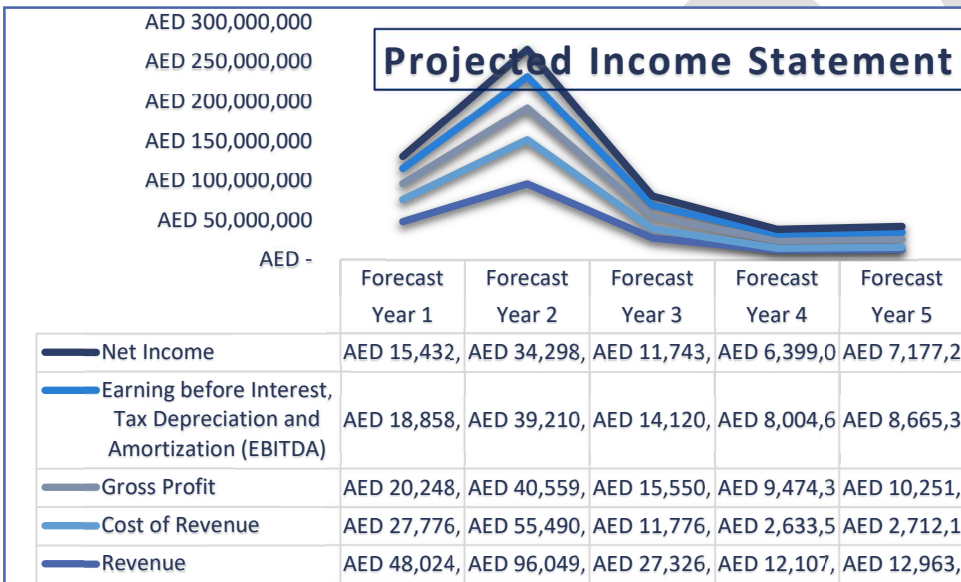 AED 300,000,000
Projected Income Statement
AED 250,000,000
AED 200,000,000
AED 150,000,000
AED 100,000,000
AED 50,000,000
AED -
Forecast Year 1 Forecast Year 2 Forecast Year 3 Forecast Year 4 Forecast Year 5
Net Income AED 15,432, AED 34,298, AED 11,743, AED 6,399,0 AED 7,177,2
Earning before Interest,
Tax Depreciation and
Amortization (EBITDA)
AED 18,858, AED 39,210, AED 14,120, AED 8,004,6 AED 8,665,3
Gross Profit AED 20,248, AED 40,559, AED 15,550, AED 9,474,3 AED 10,251,
Cost of Revenue AED 27,776, AED 55,490, AED 11,776, AED 2,633,5 AED 2,712,1
Revenue AED 48,024, AED 96,049, AED 27,326, AED 12,107, AED 12,963,